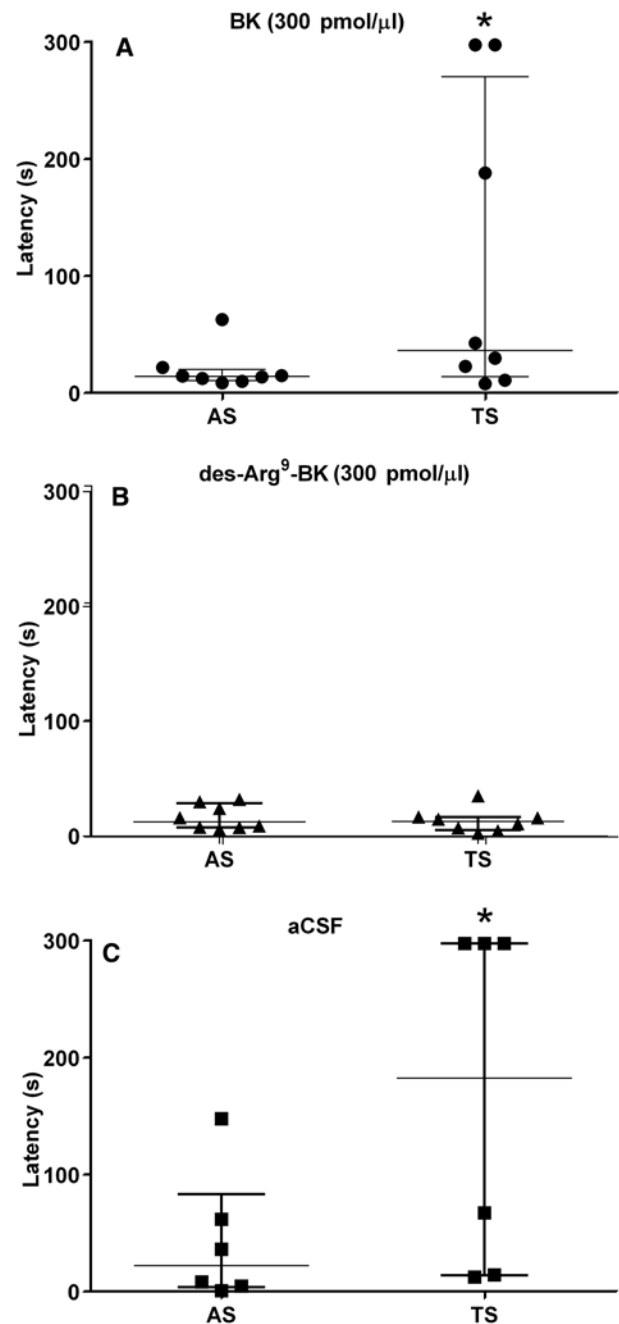 BK (300 pmol/μl)
A
*
300
200
100
0
Latency (s)
AS TS
des-Arg⁹-BK (300 pmol/μl)
B
300
200
100
0
Latency (s)
AS TS
aCSF
C
*
300
200
100
0
Latency (s)
AS TS